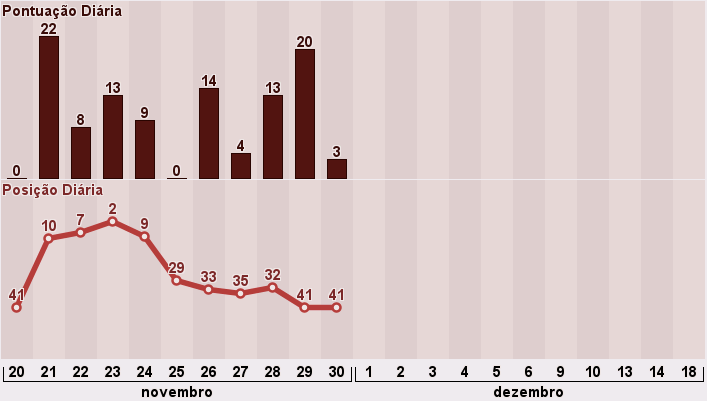 Pontuação Diária
0 22 8 13 9 0 14 4 13 20 3
Posição Diária
41 10 7 2 9 29 33 35 32 41 41
20 21 22 23 24 25 26 27 28 29 30 1 2 3 4 5 6 9 10 13 14 18
novembro dezembro